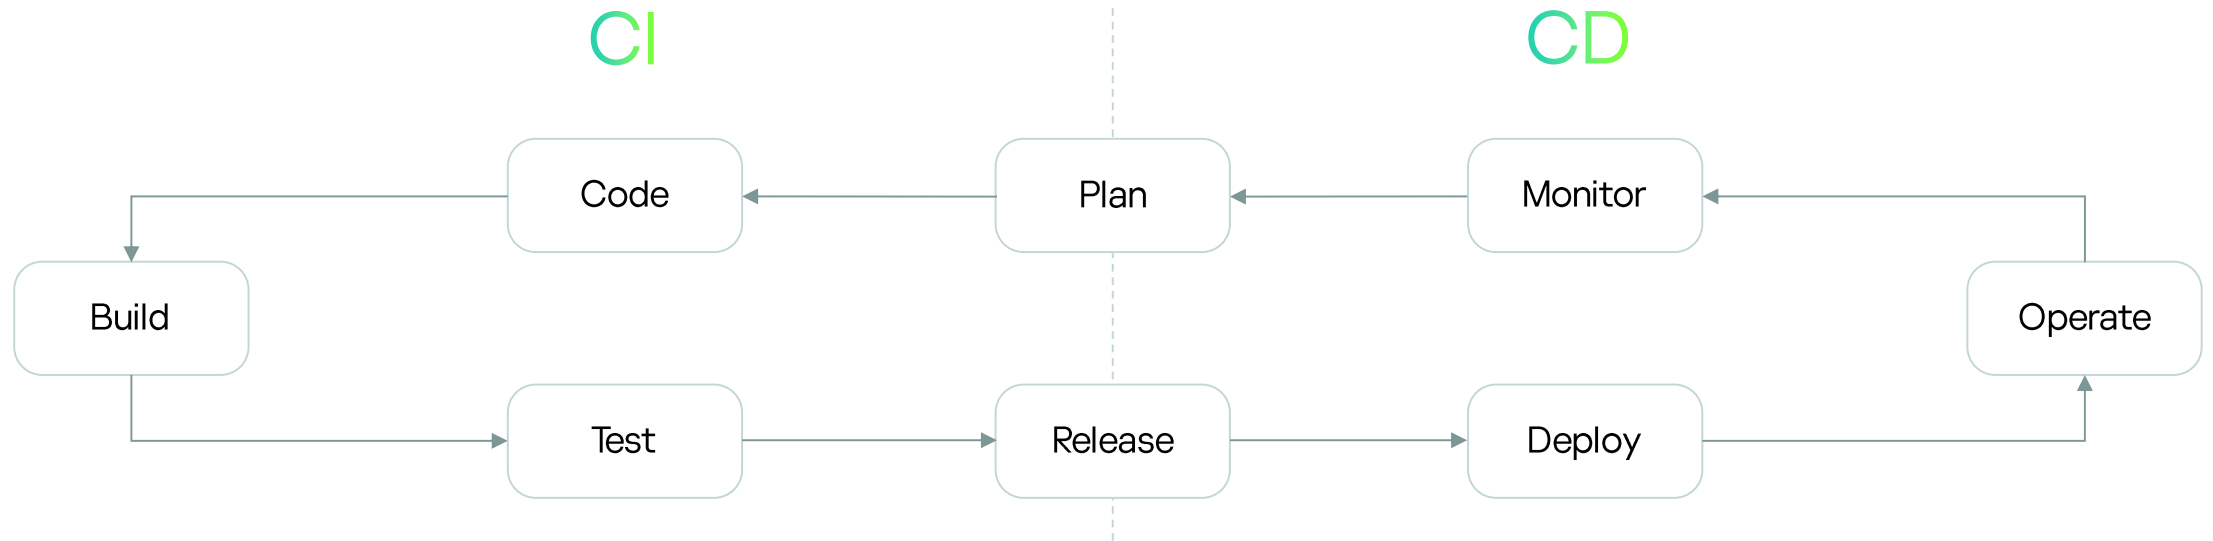 CI
CD
Code
Plan
Monitor
Build
Operate
Test
Release
Deploy